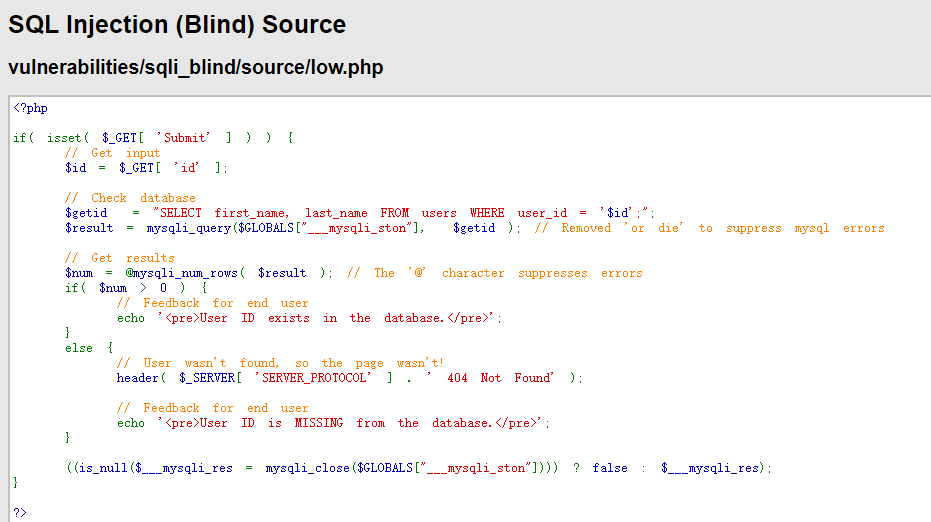 SQL Injection (Blind) Source
vulnerabilities/sqli_blind/source/low.php
<?php
if( isset( $_GET[ 'Submit' ] ) ) {
// Get input
$id = $_GET[ 'id' ];
// Check database
$getid = "SELECT first_name, last_name FROM users WHERE user_id = '$id';";
$result = mysqli_query($GLOBALS["___mysqli_ston"], $getid ); // Removed 'or die' to suppress mysql errors
// Get results
$num = @mysqli_num_rows( $result ); // The '@' character suppresses errors
if( $num > 0 ) {
// Feedback for end user
echo '<pre>User ID exists in the database.</pre>';
}
else {
// User wasn't found, so the page wasn't!
header( $_SERVER[ 'SERVER_PROTOCOL' ] . ' 404 Not Found' );
// Feedback for end user
echo '<pre>User ID is MISSING from the database.</pre>';
}
((is_null($___mysqli_res = mysqli_close($GLOBALS["___mysqli_ston"]))) ? false : $___mysqli_res);
}
?>